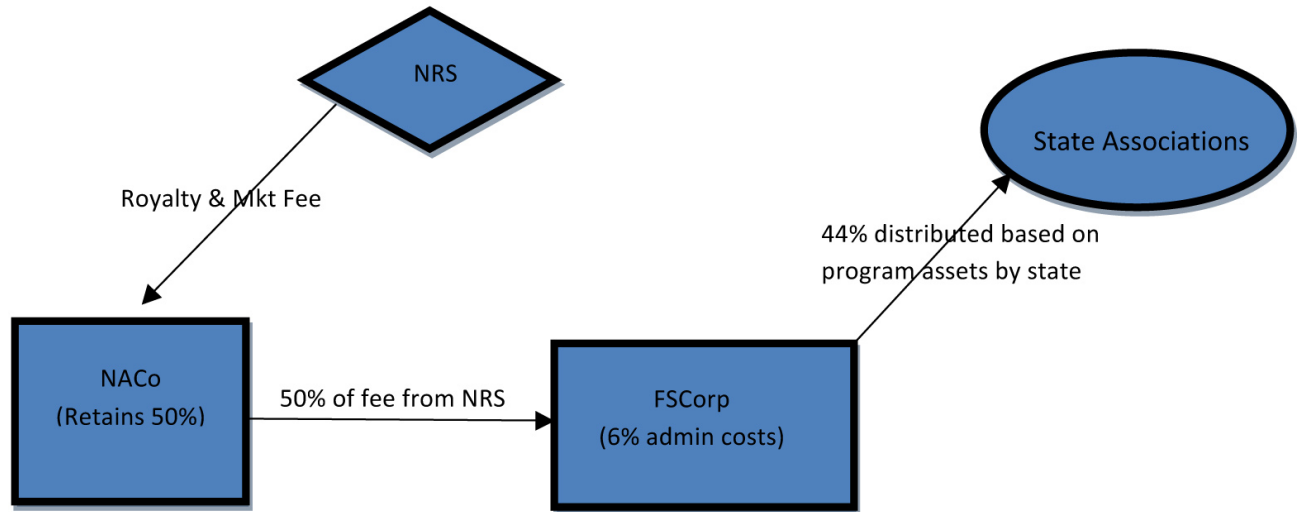 NRS
State Associations
Royalty & Mkt Fee
44% distributed based on
program assets by state
NACo
(Retains 50%)
50% of fee from NRS
FSCorp
(6% admin costs)